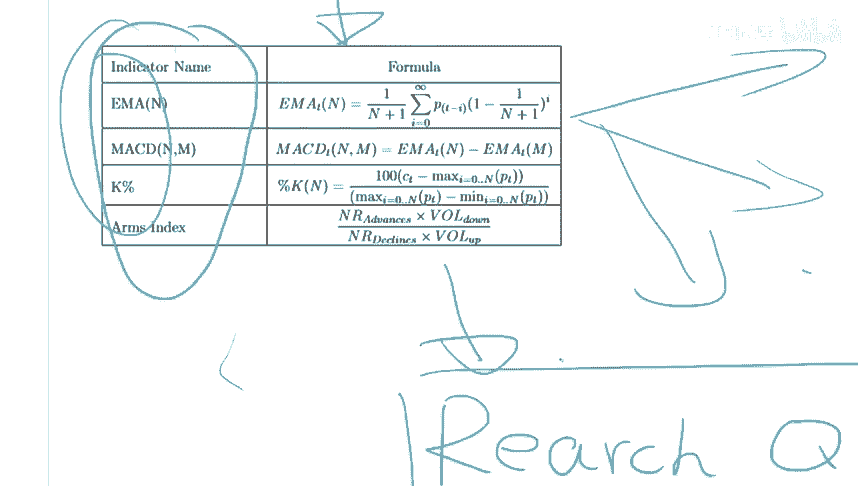 Indicator Name Formula
EMA(N) EMA_t(N) = \frac{1}{N+1} \sum_{i=0}^{\infty} p_{(t-i)}(1 - \frac{1}{N+1})^i
MACD(N,M) MACD_t(N, M) = EMA_t(N) - EMA_t(M)
K% %K(N) = \frac{100(c_t - \max_{i=0..N}(p_t))}{(\max_{i=0..N}(p_t) - \min_{i=0..N}(p_t))}
Arms Index \frac{NR_{Advances} \times VOL_{down}}{NR_{Declines} \times VOL_{up}}
Rearch Q